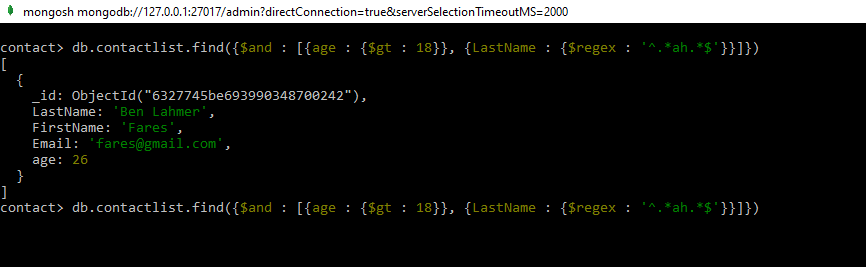 mongosh mongodb://127.0.0.1:27017/admin?directConnection=true&serverSelectionTimeoutMS=2000
contact> db.contactlist.find({$and : [{age : {$gt : 18}}, {LastName : {$regex : '^.*ah.*$'}}]})
[
  {
    _id: ObjectId("6327745be693990348700242"),
    LastName: 'Ben Lahmer',
    FirstName: 'Fares',
    Email: 'fares@gmail.com',
    age: 26
  }
]
contact> db.contactlist.find({$and : [{age : {$gt : 18}}, {LastName : {$regex : '^.*ah.*$'}}]})